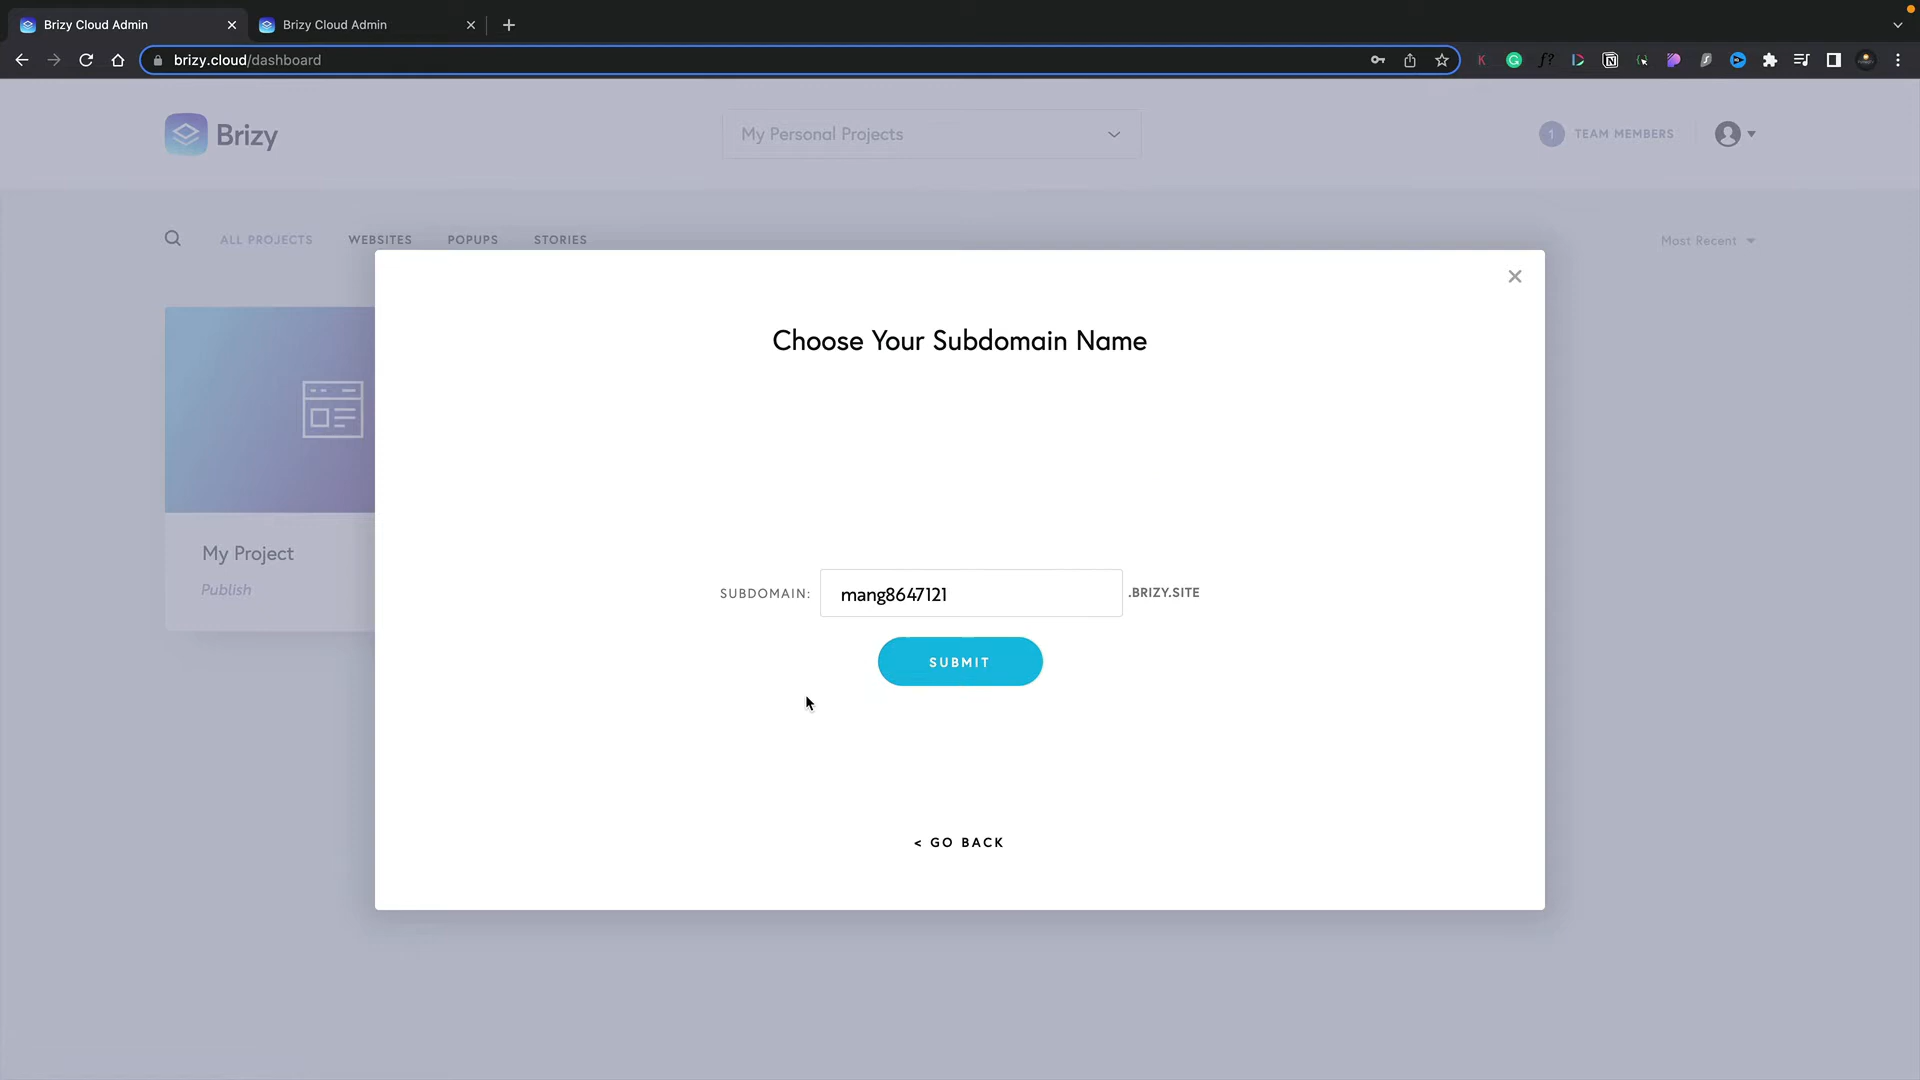 Brizy Cloud Admin
Brizy Cloud Admin
brizy.cloud/dashboard
Brizy
My Personal Projects
1 TEAM MEMBERS
ALL PROJECTS
WEBSITES
POPUPS
STORIES
Most Recent
Choose Your Subdomain Name
My Project
Publish
SUBDOMAIN: mang8647121 .BRIZY.SITE
SUBMIT
< GO BACK